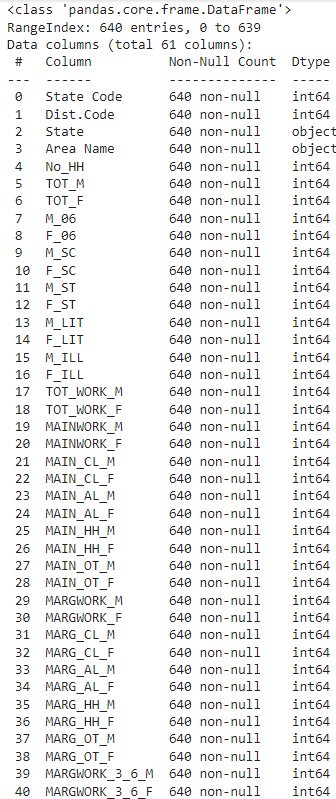 <class 'pandas.core.frame.DataFrame'>
RangeIndex: 640 entries, 0 to 639
Data columns (total 61 columns):
 #   Column         Non-Null Count  Dtype
---  ------         --------------  -----
 0   State Code     640 non-null    int64
 1   Dist.Code      640 non-null    int64
 2   State          640 non-null    object
 3   Area Name      640 non-null    object
 4   No_HH          640 non-null    int64
 5   TOT_M          640 non-null    int64
 6   TOT_F          640 non-null    int64
 7   M_06           640 non-null    int64
 8   F_06           640 non-null    int64
 9   M_SC           640 non-null    int64
 10  F_SC           640 non-null    int64
 11  M_ST           640 non-null    int64
 12  F_ST           640 non-null    int64
 13  M_LIT          640 non-null    int64
 14  F_LIT          640 non-null    int64
 15  M_ILL          640 non-null    int64
 16  F_ILL          640 non-null    int64
 17  TOT_WORK_M     640 non-null    int64
 18  TOT_WORK_F     640 non-null    int64
 19  MAINWORK_M     640 non-null    int64
 20  MAINWORK_F     640 non-null    int64
 21  MAIN_CL_M      640 non-null    int64
 22  MAIN_CL_F      640 non-null    int64
 23  MAIN_AL_M      640 non-null    int64
 24  MAIN_AL_F      640 non-null    int64
 25  MAIN_HH_M      640 non-null    int64
 26  MAIN_HH_F      640 non-null    int64
 27  MAIN_OT_M      640 non-null    int64
 28  MAIN_OT_F      640 non-null    int64
 29  MARGWORK_M     640 non-null    int64
 30  MARGWORK_F     640 non-null    int64
 31  MARG_CL_M      640 non-null    int64
 32  MARG_CL_F      640 non-null    int64
 33  MARG_AL_M      640 non-null    int64
 34  MARG_AL_F      640 non-null    int64
 35  MARG_HH_M      640 non-null    int64
 36  MARG_HH_F      640 non-null    int64
 37  MARG_OT_M      640 non-null    int64
 38  MARG_OT_F      640 non-null    int64
 39  MARGWORK_3_6_M 640 non-null    int64
 40  MARGWORK_3_6_F 640 non-null    int64